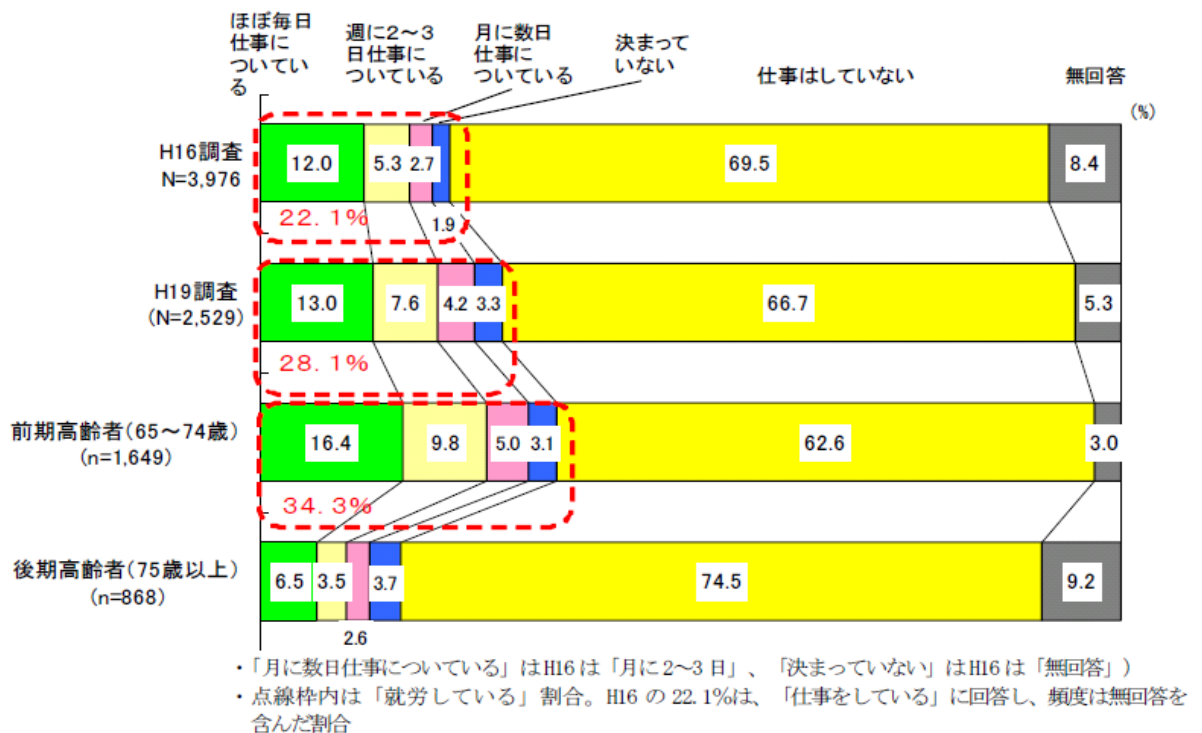 ほぼ毎日
仕事に
ついてい
る
週に2～3
日仕事に
ついている
月に数日
仕事に
ついている
決まって
いない
仕事はしていない
無回答
(%)
H16調査
N=3,976
12.0
5.3
2.7
1.9
69.5
8.4
22.1%
H19調査
(N=2,529)
13.0
7.6
4.2
3.3
66.7
5.3
28.1%
前期高齢者(65～74歳)
(n=1,649)
16.4
9.8
5.0
3.1
62.6
3.0
34.3%
後期高齢者(75歳以上)
(n=868)
6.5
3.5
2.6
3.7
74.5
9.2
・「月に数日仕事についている」はH16は「月に2～3日」、「決まっていない」はH16は「無回答」)
・点線枠内は「就労している」割合。H16の22.1%は、「仕事をしている」に回答し、頻度は無回答を
含んだ割合